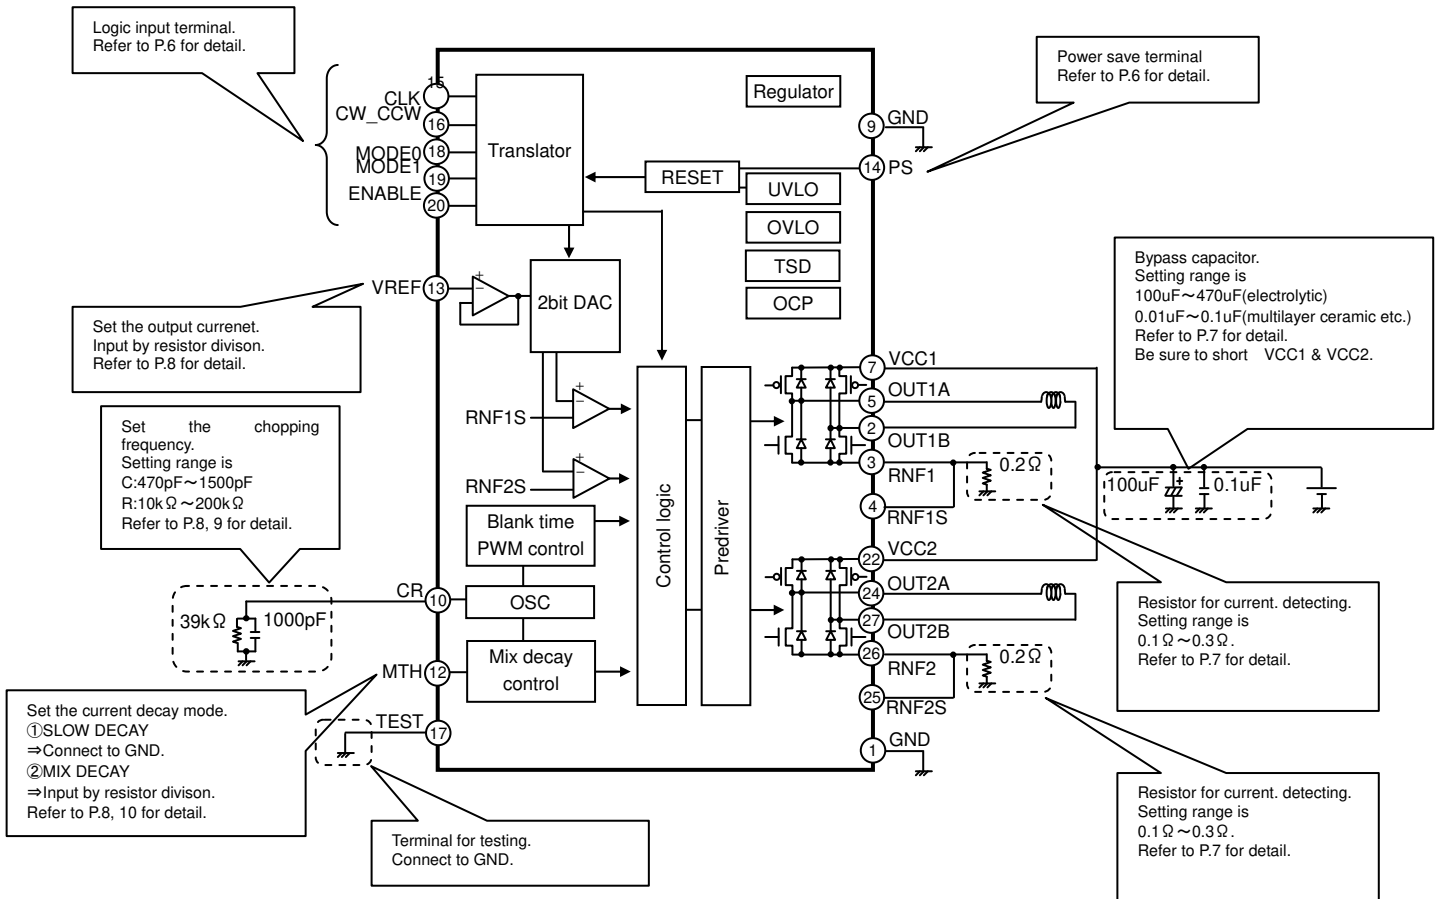 Logic input terminal.
Refer to P.6 for detail.
Power save terminal
Refer to P.6 for detail.
15
CLK
CW_CCW
16
MODE0
18
MODE1
19
ENABLE
20
Translator
Regulator
RESET
UVLO
OVLO
TSD
OCP
9
GND
14
PS
VREF
13
+
−
2bit DAC
Set the output currenet.
Input by resistor divison.
Refer to P.8 for detail.
Bypass capacitor.
Setting range is
100uF～470uF(electrolytic)
0.01uF～0.1uF(multilayer ceramic etc.)
Refer to P.7 for detail.
Be sure to short VCC1 & VCC2.
Set the chopping
frequency.
Setting range is
C:470pF～1500pF
R:10kΩ～200kΩ
Refer to P.8, 9 for detail.
RNF1S
+
−
RNF2S
+
−
Blank time
PWM control
OSC
Mix decay
control
Control logic
Predriver
7
VCC1
5
OUT1A
2
OUT1B
3
RNF1
0.2Ω
4
RNF1S
100uF
+
0.1uF
22
VCC2
24
OUT2A
27
OUT2B
26
RNF2
0.2Ω
25
RNF2S
1
GND
39kΩ
1000pF
CR
10
MTH
12
TEST
17
Set the current decay mode.
①SLOW DECAY
⇒Connect to GND.
②MIX DECAY
⇒Input by resistor divison.
Refer to P.8, 10 for detail.
Terminal for testing.
Connect to GND.
Resistor for current. detecting.
Setting range is
0.1Ω～0.3Ω.
Refer to P.7 for detail.
Resistor for current. detecting.
Setting range is
0.1Ω～0.3Ω.
Refer to P.7 for detail.